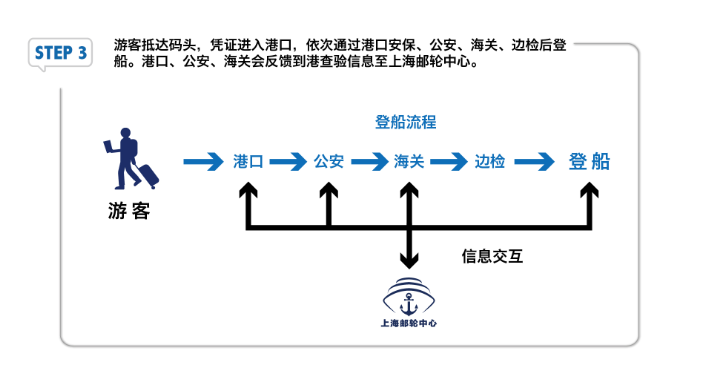 STEP 3
游客抵达码头，凭证进入港口，依次通过港口安保、公安、海关、边检后登
船。港口、公安、海关会反馈到港查验信息至上海邮轮中心。
登船流程
港口
公安
海关
边检
登船
游客
信息交互
上海邮轮中心